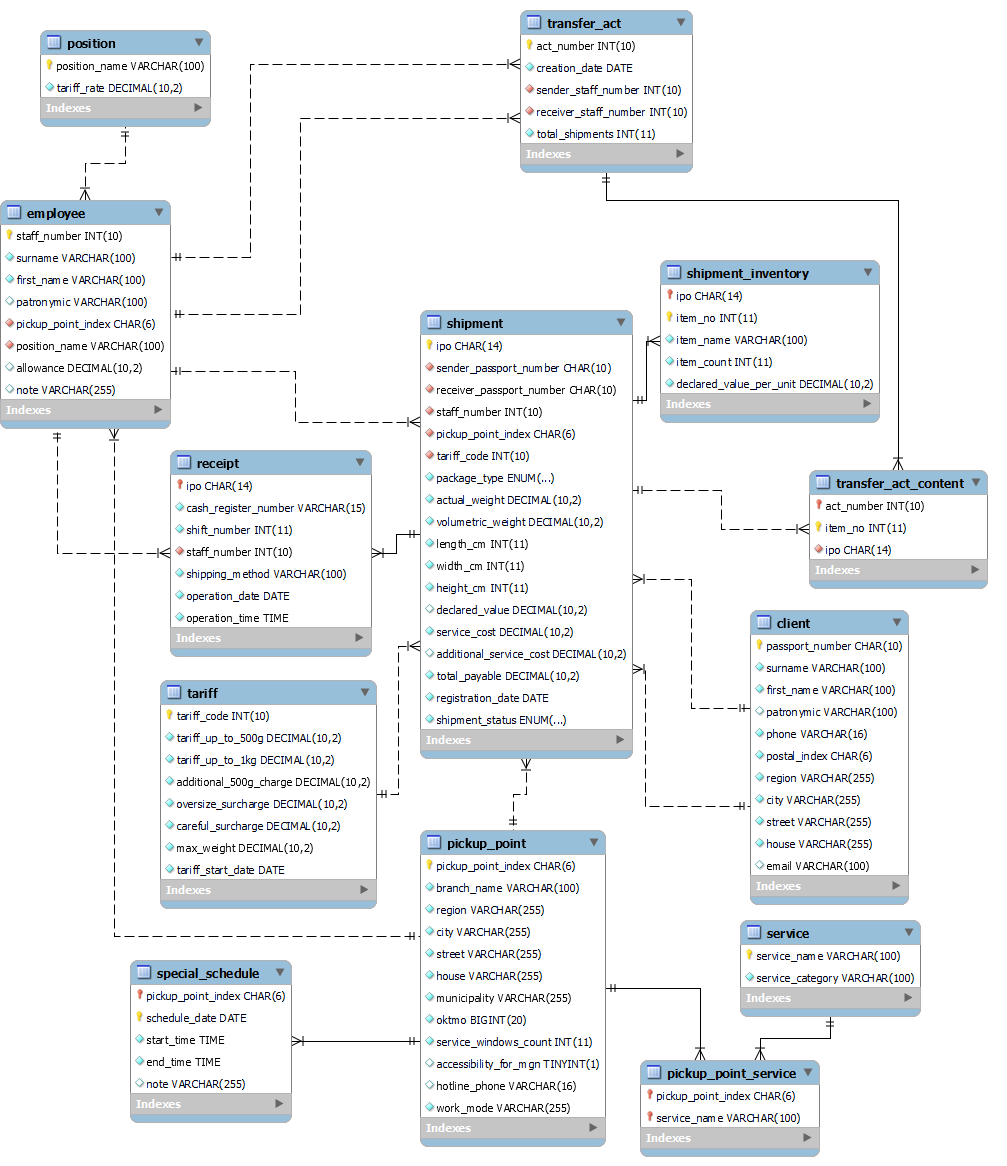 position
position_name VARCHAR(100)
tariff_rate DECIMAL(10,2)
Indexes
transfer_act
act_number INT(10)
creation_date DATE
sender_staff_number INT(10)
receiver_staff_number INT(10)
total_shipments INT(11)
Indexes
employee
staff_number INT(10)
surname VARCHAR(100)
first_name VARCHAR(100)
patronymic VARCHAR(100)
pickup_point_index CHAR(6)
position_name VARCHAR(100)
allowance DECIMAL(10,2)
note VARCHAR(255)
Indexes
shipment_inventory
ipo CHAR(14)
item_no INT(11)
item_name VARCHAR(100)
item_count INT(11)
declared_value_per_unit DECIMAL(10,2)
Indexes
shipment
ipo CHAR(14)
sender_passport_number CHAR(10)
receiver_passport_number CHAR(10)
staff_number INT(10)
pickup_point_index CHAR(6)
tariff_code INT(10)
package_type ENUM(...)
actual_weight DECIMAL(10,2)
volumetric_weight DECIMAL(10,2)
length_cm INT(11)
width_cm INT(11)
height_cm INT(11)
declared_value DECIMAL(10,2)
service_cost DECIMAL(10,2)
additional_service_cost DECIMAL(10,2)
total_payable DECIMAL(10,2)
registration_date DATE
shipment_status ENUM(...)
Indexes
receipt
ipo CHAR(14)
cash_register_number VARCHAR(15)
shift_number INT(11)
staff_number INT(10)
shipping_method VARCHAR(100)
operation_date DATE
operation_time TIME
Indexes
transfer_act_content
act_number INT(10)
item_no INT(11)
ipo CHAR(14)
Indexes
client
passport_number CHAR(10)
surname VARCHAR(100)
first_name VARCHAR(100)
patronymic VARCHAR(100)
phone VARCHAR(16)
postal_index CHAR(6)
region VARCHAR(255)
city VARCHAR(255)
street VARCHAR(255)
house VARCHAR(255)
email VARCHAR(100)
Indexes
tariff
tariff_code INT(10)
tariff_up_to_500g DECIMAL(10,2)
tariff_up_to_1kg DECIMAL(10,2)
additional_500g_charge DECIMAL(10,2)
oversize_surcharge DECIMAL(10,2)
careful_surcharge DECIMAL(10,2)
max_weight DECIMAL(10,2)
tariff_start_date DATE
Indexes
pickup_point
pickup_point_index CHAR(6)
branch_name VARCHAR(100)
region VARCHAR(255)
city VARCHAR(255)
street VARCHAR(255)
house VARCHAR(255)
municipality VARCHAR(255)
oktmo BIGINT(20)
service_windows_count INT(11)
accessibility_for_mgn TINYINT(1)
hotline_phone VARCHAR(16)
work_mode VARCHAR(255)
Indexes
service
service_name VARCHAR(100)
service_category VARCHAR(100)
Indexes
special_schedule
pickup_point_index CHAR(6)
schedule_date DATE
start_time TIME
end_time TIME
note VARCHAR(255)
Indexes
pickup_point_service
pickup_point_index CHAR(6)
service_name VARCHAR(100)
Indexes